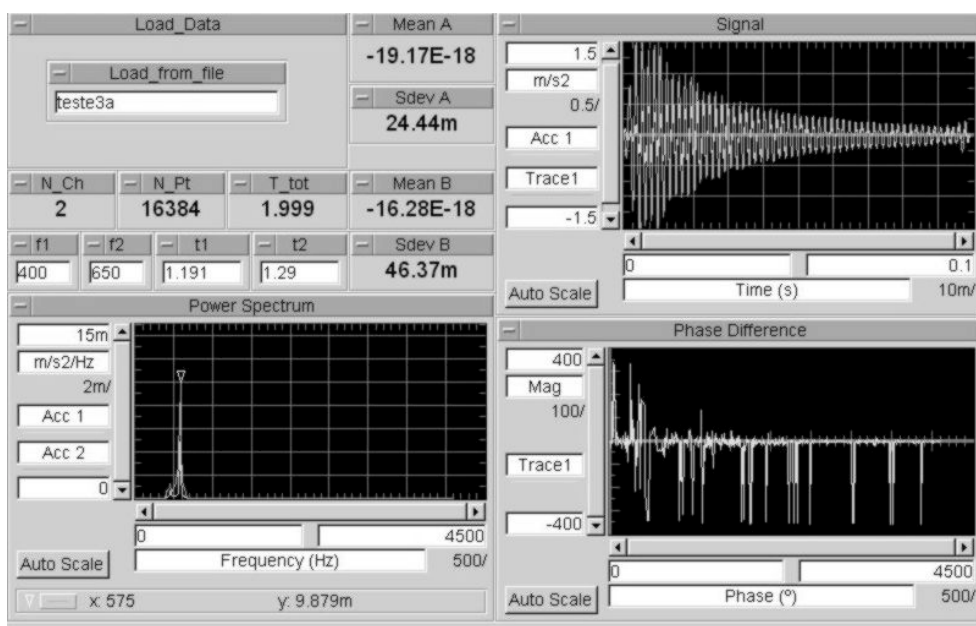 Load_Data
Load_from_file
teste3a
Mean A
-19.17E-18
Sdev A
24.44m
N_Ch
2
N_Pt
16384
T_tot
1.999
Mean B
-16.28E-18
f1
400
f2
650
t1
1.191
t2
1.29
Sdev B
46.37m
Signal
1.5
m/s2
0.5/
Acc 1
Trace1
-1.5
0
0.1
Auto Scale
Time (s)
10m/
Power Spectrum
15m
m/s2/Hz
2m/
Acc 1
Acc 2
0
0
4500
Auto Scale
Frequency (Hz)
500/
x: 575
y: 9.879m
Phase Difference
400
Mag
100/
Trace1
-400
0
4500
Auto Scale
Phase (º)
500/